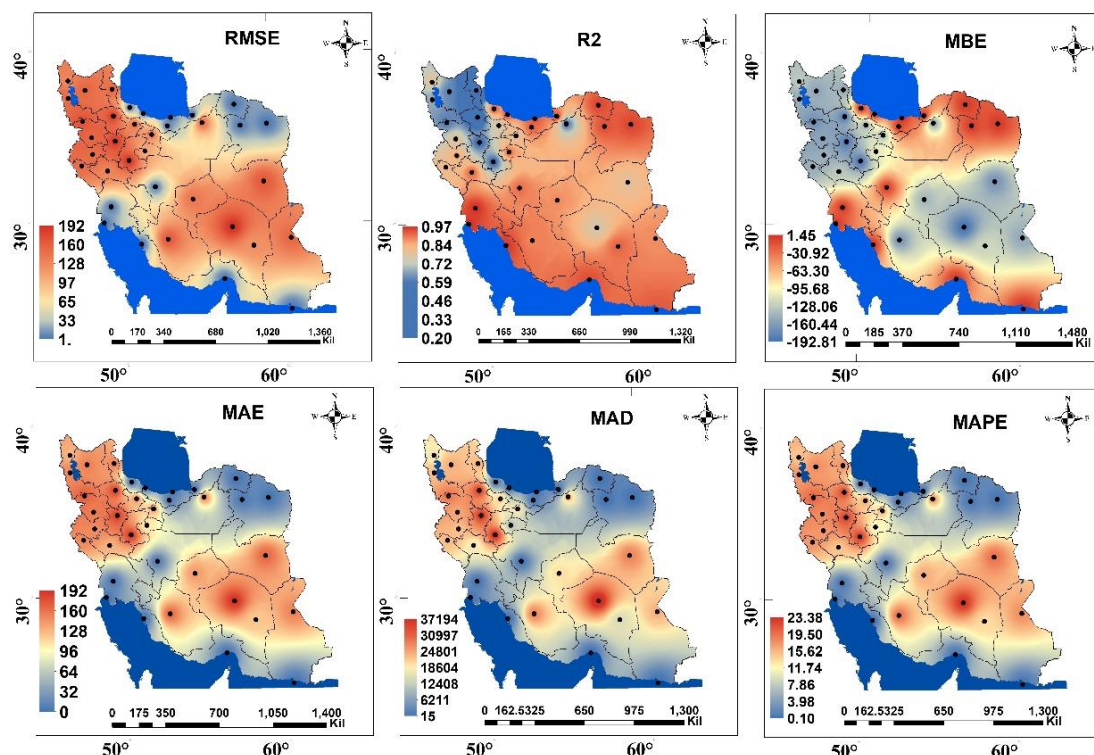 RMSE
N
W E
S
40°
30°
192
160
128
97
65
33
1.
0 170 340 680 1,020 1,360
Kil
50° 60°
R2
N
W E
S
0.97
0.84
0.72
0.59
0.46
0.33
0.20
0 165 330 660 990 1,320
Kil
50° 60°
MBE
N
W E
S
40°
30°
1.45
-30.92
-63.30
-95.68
-128.06
-160.44
-192.81
0 185 370 740 1,110 1,480
Kil
50° 60°
MAE
N
W E
S
40°
30°
192
160
128
96
64
32
0
0 175 350 700 1,050 1,400
Kil
50° 60°
MAD
N
W E
S
40°
30°
37194
30997
24801
18604
12408
6211
15
0 162.5325 650 975 1,300
Kil
50° 60°
MAPE
N
W E
S
40°
30°
23.38
19.50
15.62
11.74
7.86
3.98
0.10
0 162.5325 650 975 1,300
Kil
50° 60°